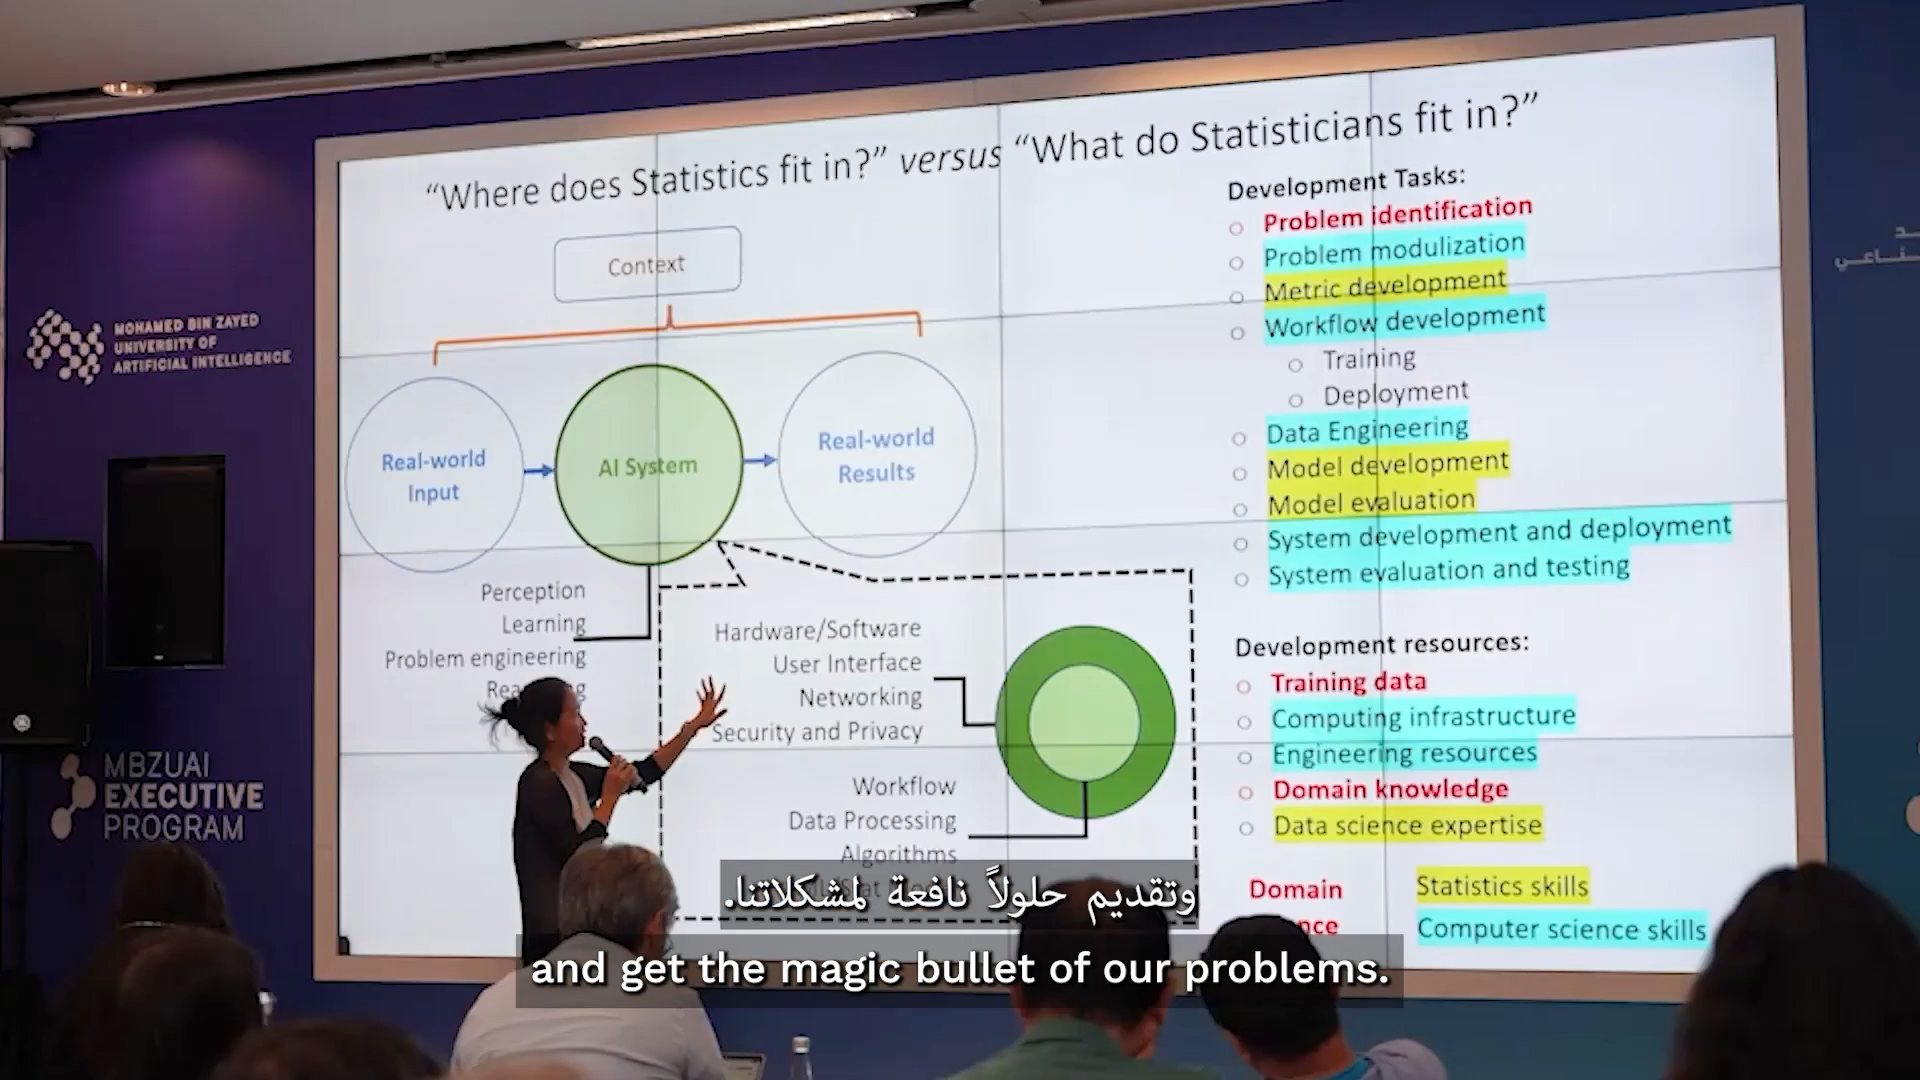 “Where does Statistics fit in?” versus “What do Statisticians fit in?”
Context
Real-world
Input
AI System
Real-world
Results
Perception
Learning
Problem engineering
Hardware/Software
User Interface
Networking
Security and Privacy
Workflow
Data Processing
Algorithms
Development Tasks:
Problem identification
Problem modulization
Metric development
Workflow development
Training
Deployment
Data Engineering
Model development
Model evaluation
System development and deployment
System evaluation and testing
Development resources:
Training data
Computing infrastructure
Engineering resources
Domain knowledge
Data science expertise
Domain
Statistics skills
Computer science skills
MOHAMED BIN ZAYED
UNIVERSITY OF
ARTIFICIAL INTELLIGENCE
MBZUAI
EXECUTIVE
PROGRAM
وتقديم حلولاً نافعة لمشكلاتنا.
and get the magic bullet of our problems.